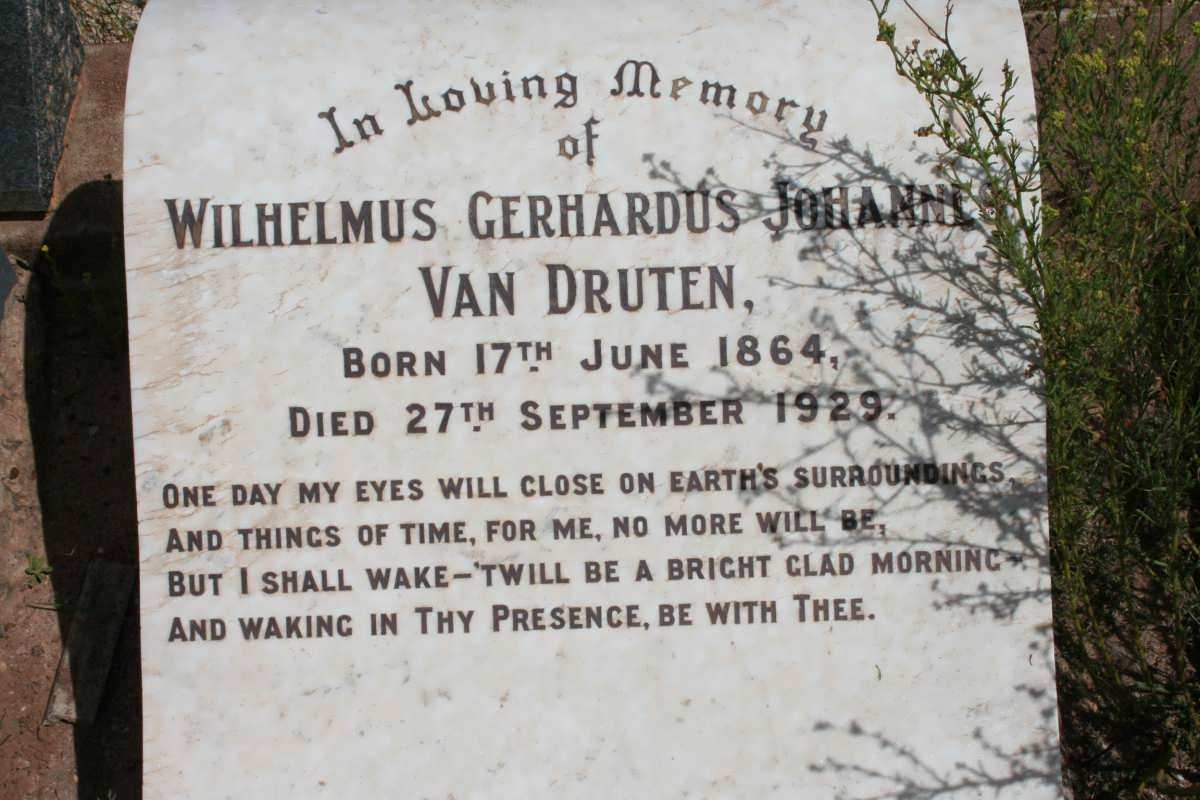 In Loving Memory
of
WILHELMUS GERHARDUS JOHANNES
VAN DRUTEN,
BORN 17TH JUNE 1864,
DIED 27TH SEPTEMBER 1929.
ONE DAY MY EYES WILL CLOSE ON EARTH'S SURROUNDINGS,
AND THINGS OF TIME, FOR ME, NO MORE WILL BE,
BUT I SHALL WAKE–'TWILL BE A BRIGHT GLAD MORNING–
AND WAKING IN THY PRESENCE, BE WITH THEE.